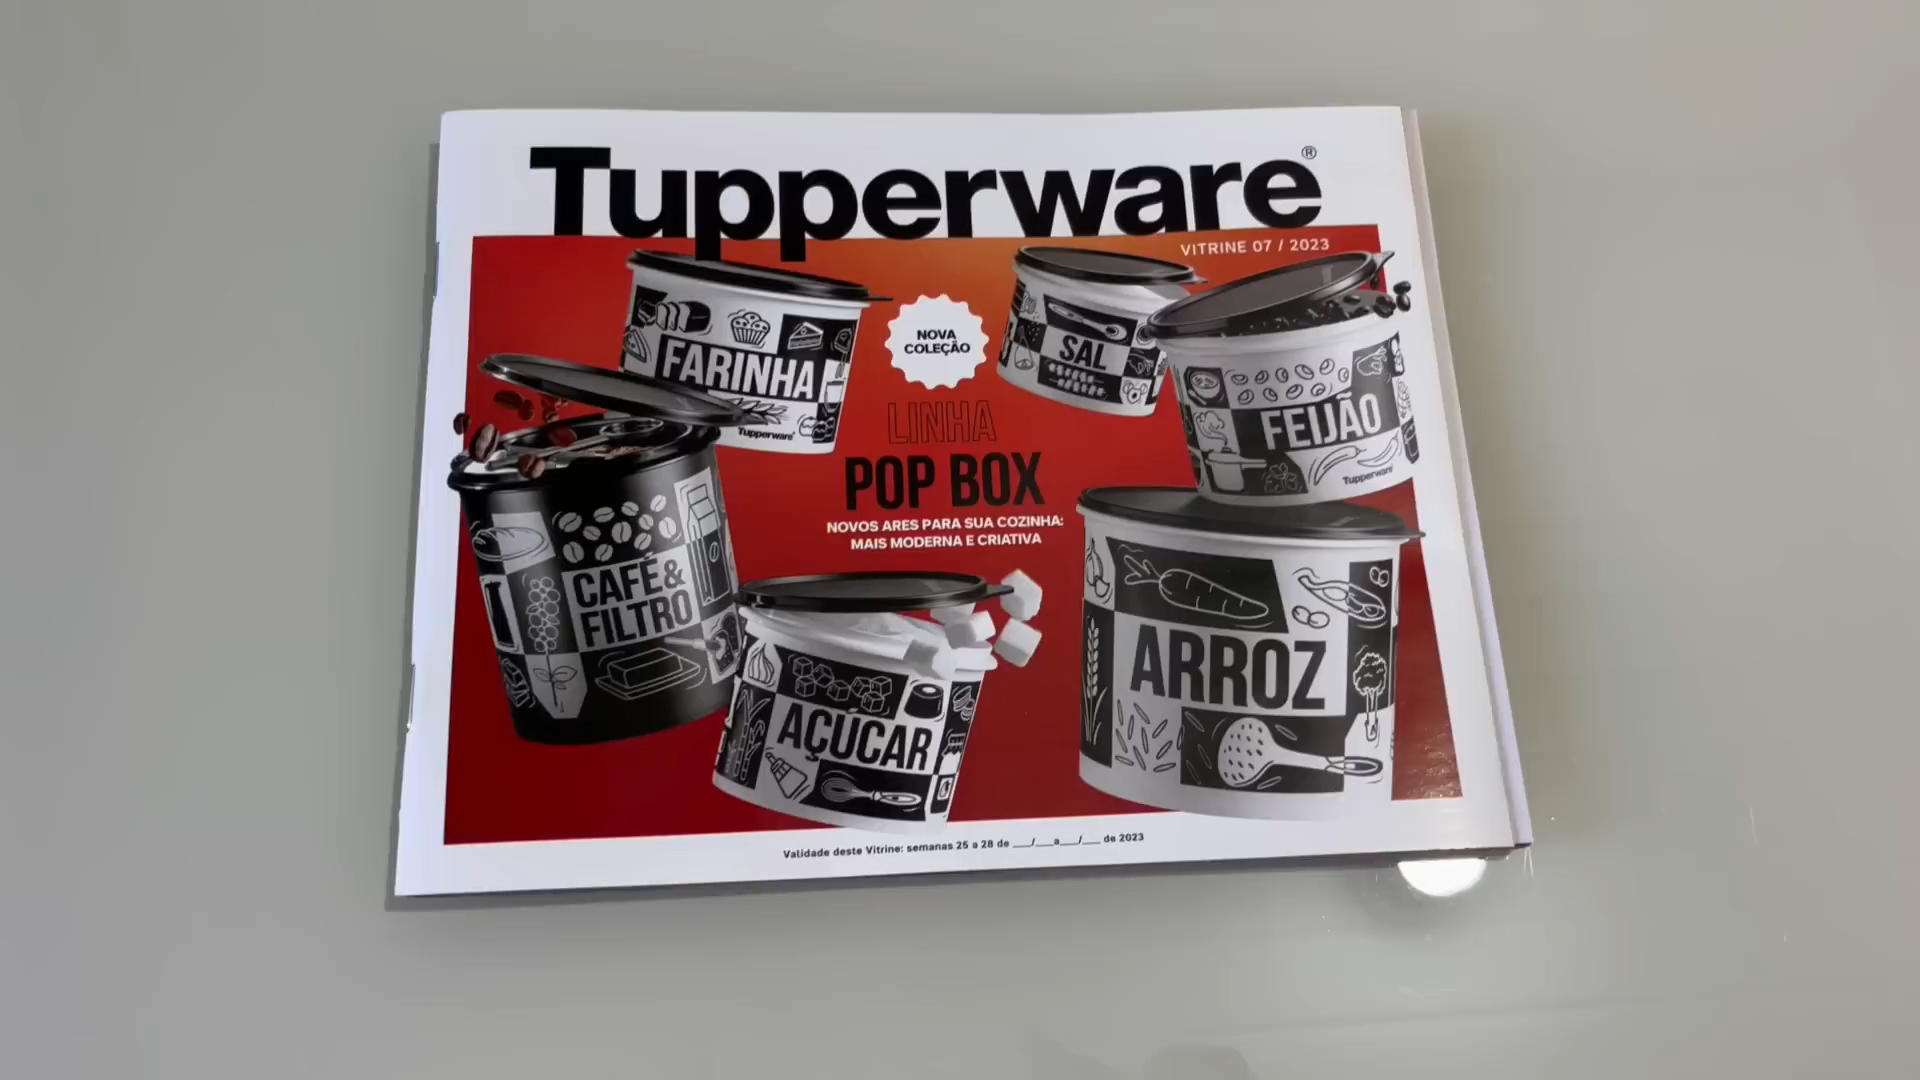 Tupperware®
VITRINE 07 / 2023
FARINHA
Tupperware
NOVA
COLEÇÃO
SAL
FEIJÃO
Tupperware
LINHA
POP BOX
NOVOS ARES PARA SUA COZINHA:
MAIS MODERNA E CRIATIVA
CAFÉ &
FILTRO
AÇÚCAR
ARROZ
Validade deste Vitrine: semanas 25 a 28 de ___/___a___/___ de 2023